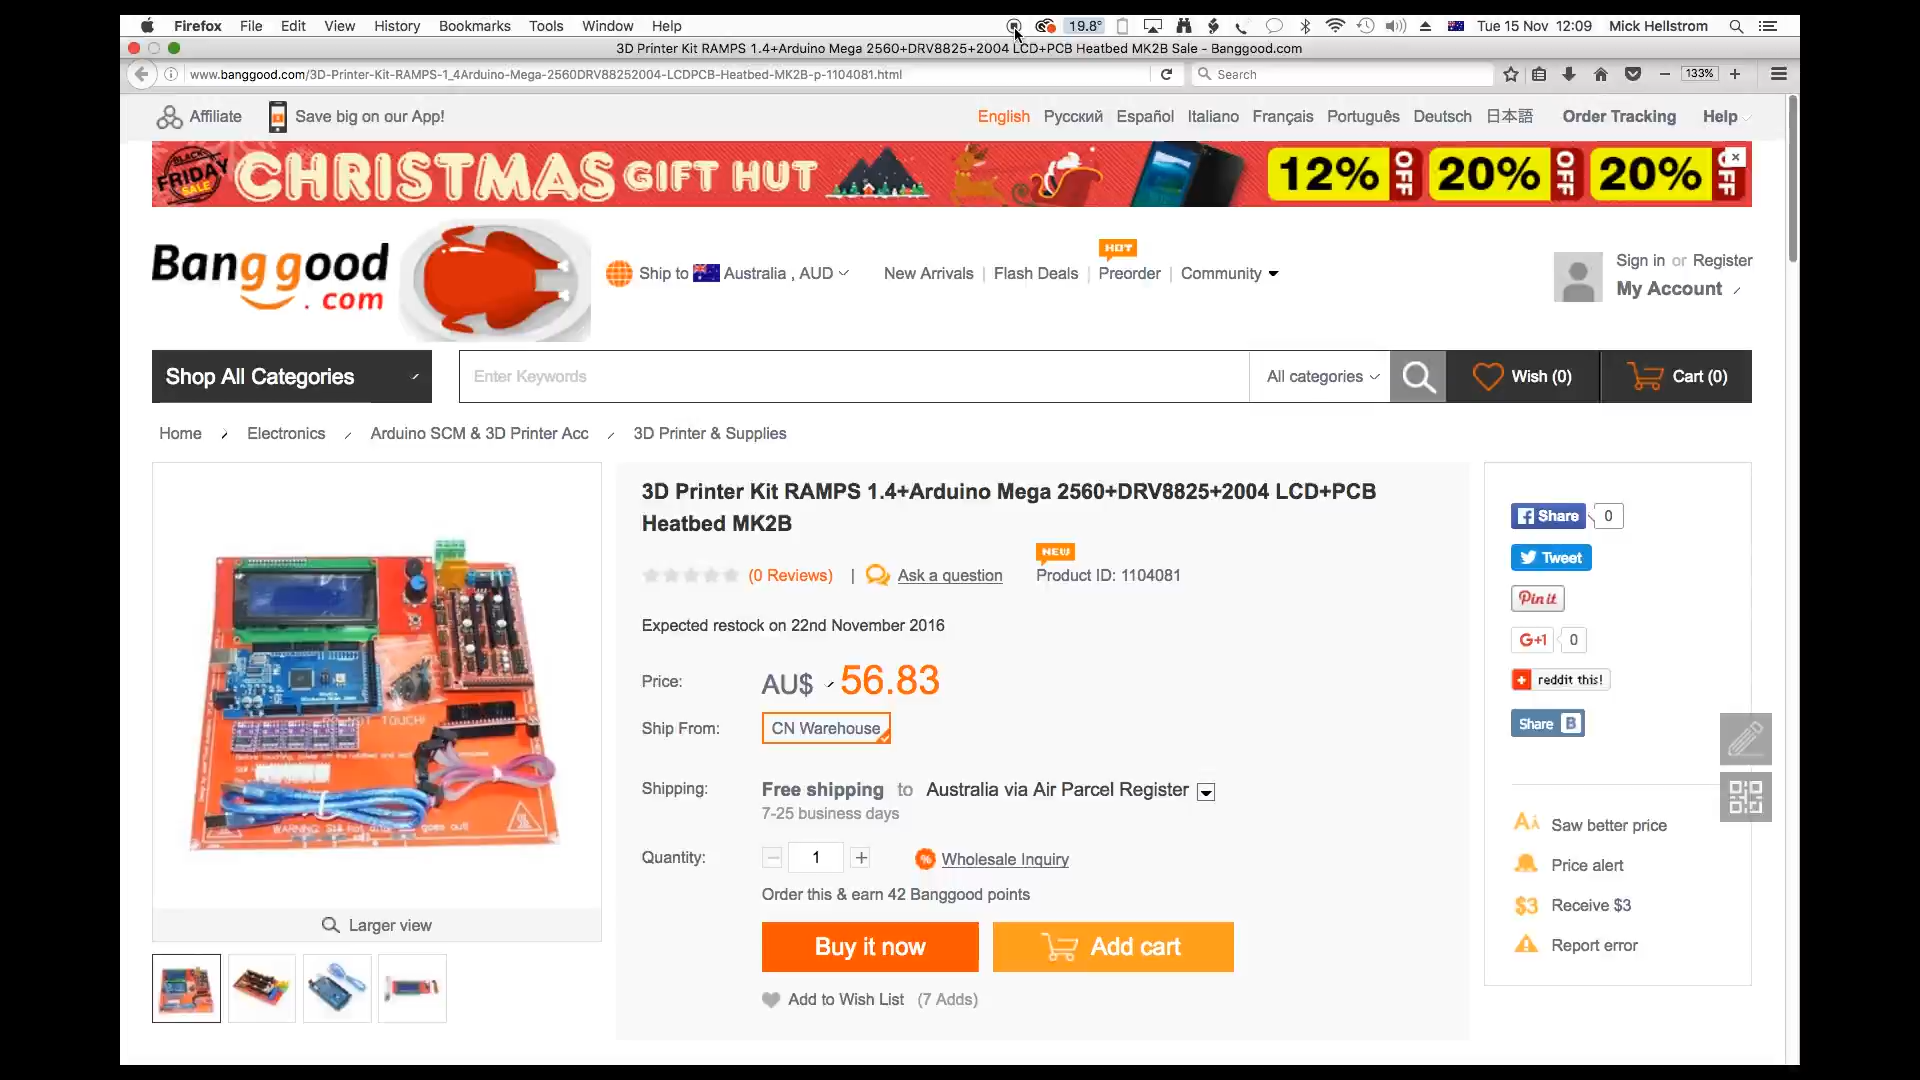 Firefox File Edit View History Bookmarks Tools Window Help 19.8° Tue 15 Nov 12:09 Mick Hellstrom
3D Printer Kit RAMPS 1.4+Arduino Mega 2560+DRV8825+2004 LCD+PCB Heatbed MK2B Sale - Banggood.com
www.banggood.com/3D-Printer-Kit-RAMPS-1_4Arduino-Mega-2560DRV88252004-LCDPCB-Heatbed-MK2B-p-1104081.html Search 133%
Affiliate Save big on our App! English Русский Español Italiano Français Português Deutsch 日本語 Order Tracking Help
BLACK FRIDAY SALE CHRISTMAS GIFT HUT 12% OFF 20% OFF 20% OFF
Banggood.com
HOT
Ship to Australia , AUD New Arrivals Flash Deals Preorder Community
Sign in or Register
My Account
Shop All Categories Enter Keywords All categories Wish (0) Cart (0)
Home Electronics Arduino SCM & 3D Printer Acc 3D Printer & Supplies
3D Printer Kit RAMPS 1.4+Arduino Mega 2560+DRV8825+2004 LCD+PCB
Heatbed MK2B
NEW
(0 Reviews) | Ask a question Product ID: 1104081
Expected restock on 22nd November 2016
Price: AU$ 56.83
Ship From: CN Warehouse
Shipping: Free shipping to Australia via Air Parcel Register
7-25 business days
Quantity: 1 Wholesale Inquiry
Order this & earn 42 Banggood points
Buy it now Add cart
Add to Wish List (7 Adds)
NOT TOUCH!
WARNING: Still hot goes out!
Larger view
Share 0
Tweet
Pin it
G+1 0
reddit this!
Share B
Saw better price
Price alert
$3 Receive $3
Report error